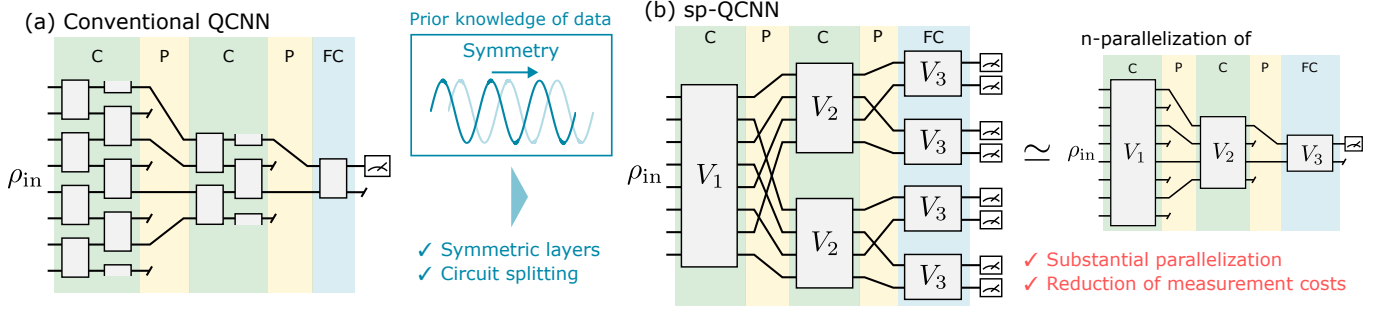 (a) Conventional QCNN
C P C P FC
ρin
Prior knowledge of data
Symmetry
✓ Symmetric layers
✓ Circuit splitting
(b) sp-QCNN
C P C P FC
ρin
V1
V2
V2
V3
V3
V3
V3
≃
n-parallelization of
C P C P FC
ρin
V1 V2 V3
✓ Substantial parallelization
✓ Reduction of measurement costs